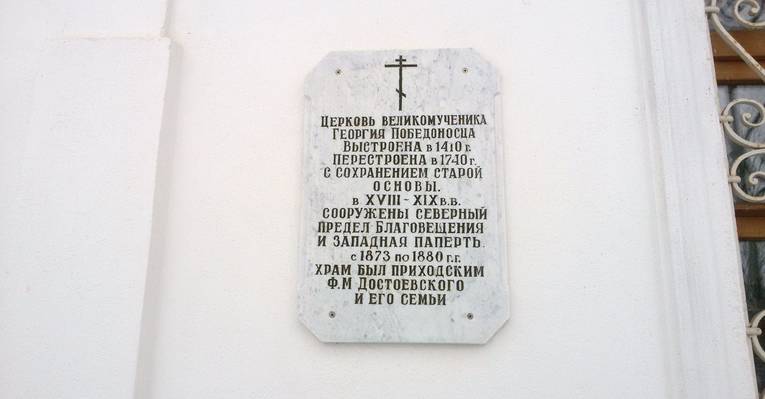 Церковь великомученика
Георгия Победоносца
Выстроена в 1410 г.
Перестроена в 1740 г.
с сохранением старой
основы.
в XVIII - XIX в.в.
сооружены северный
предел Благовещения
и западная паперть.
с 1873 по 1880 г.г.
храм был приходским
Ф.М Достоевского
и его семьи